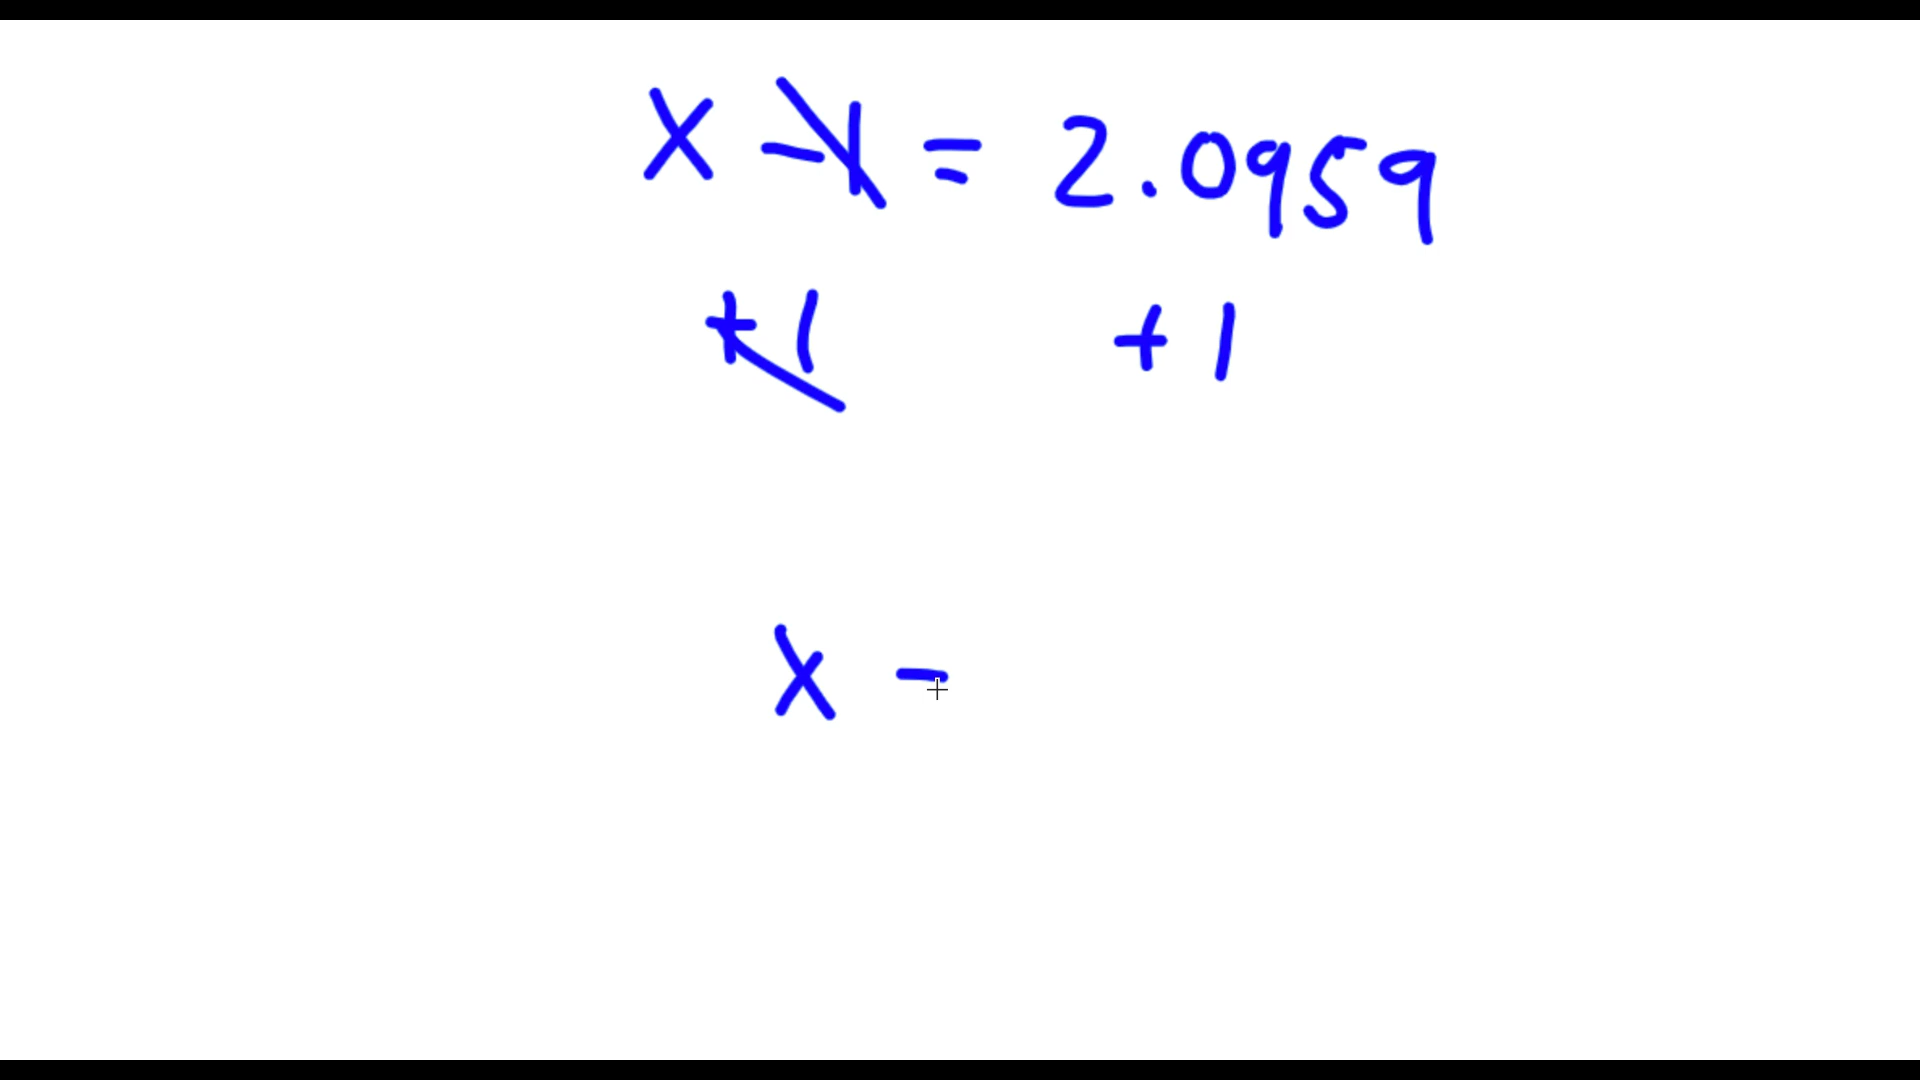 x - 1 = 2.0959
+ 1 + 1
x -